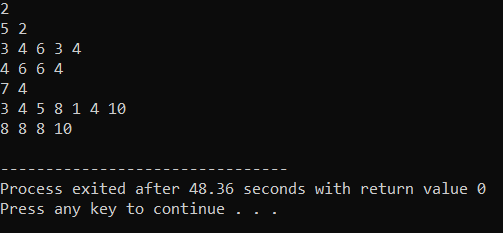 2
5 2
3 4 6 3 4
4 6 6 4
7 4
3 4 5 8 1 4 10
8 8 8 10
--------------------------------
Process exited after 48.36 seconds with return value 0
Press any key to continue . . .